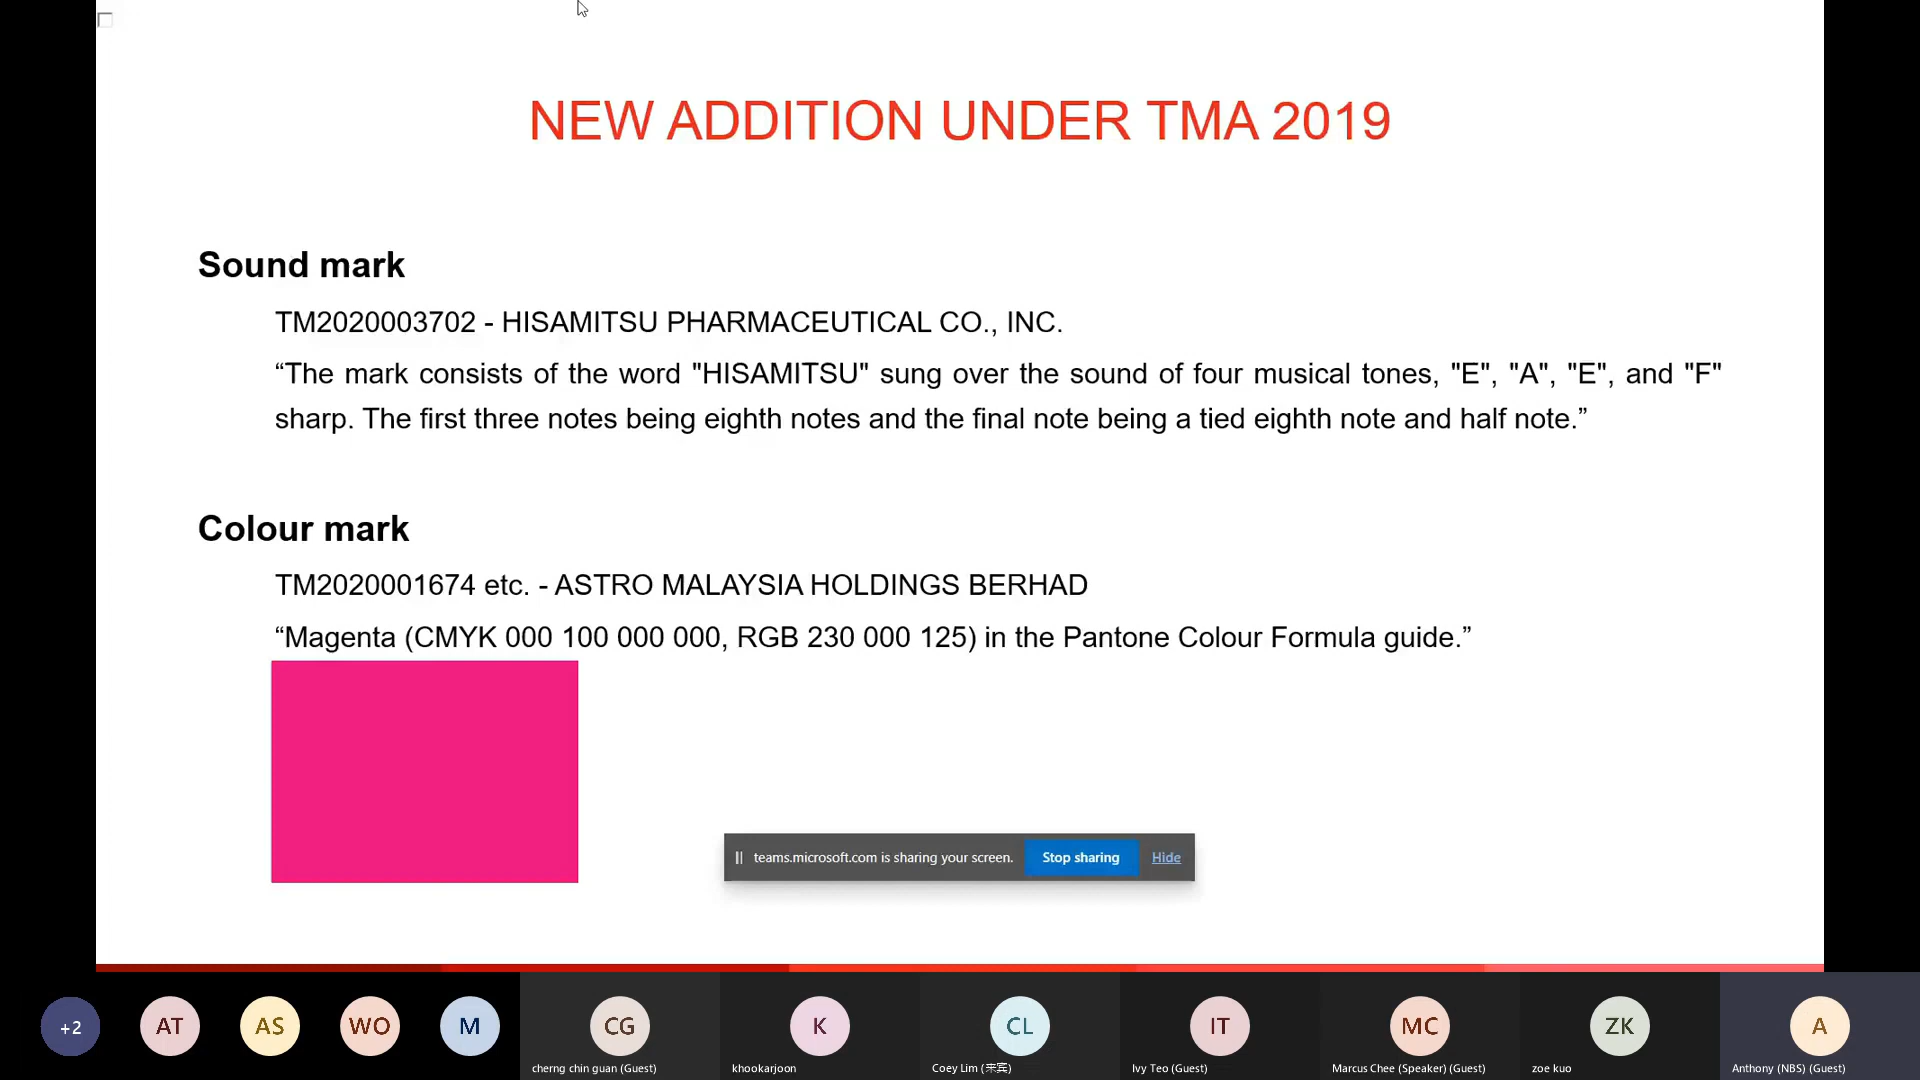 NEW ADDITION UNDER TMA 2019
Sound mark
TM2020003702 - HISAMITSU PHARMACEUTICAL CO., INC.
“The mark consists of the word "HISAMITSU" sung over the sound of four musical tones, "E", "A", "E", and "F"
sharp. The first three notes being eighth notes and the final note being a tied eighth note and half note.”
Colour mark
TM2020001674 etc. - ASTRO MALAYSIA HOLDINGS BERHAD
“Magenta (CMYK 000 100 000 000, RGB 230 000 125) in the Pantone Colour Formula guide.”
teams.microsoft.com is sharing your screen. Stop sharing Hide
+2 AT AS WO M CG K CL IT MC ZK A
cherng chin guan (Guest) khookarjoon Coey Lim (来宾) Ivy Teo (Guest) Marcus Chee (Speaker) (Guest) zoe kuo Anthony (NBS) (Guest)